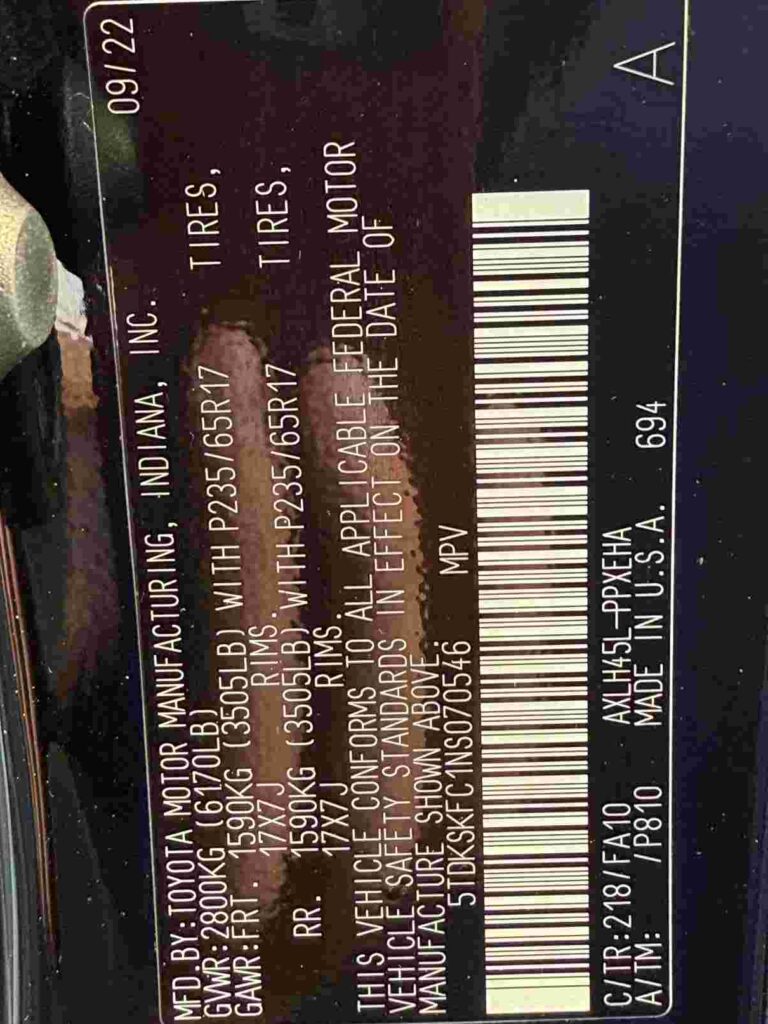 MFD.BY:TOYOTA MOTOR MANUFACTURING, INDIANA, INC. 09/22
GVWR:2800KG (6170LB)
GAWR:FRT. 1590KG (3505LB) WITH P235/65R17 TIRES,
17X7J RIMS.
RR. 1590KG (3505LB) WITH P235/65R17 TIRES,
17X7J RIMS.
THIS VEHICLE CONFORMS TO ALL APPLICABLE FEDERAL MOTOR
VEHICLE SAFETY STANDARDS IN EFFECT ON THE DATE OF
MANUFACTURE SHOWN ABOVE.
5TDKSKFC1NS070546 MPV
C/TR:218/FA10 AXLH45L-PPXEHA
A/TM: /P810 MADE IN U.S.A. 694 A